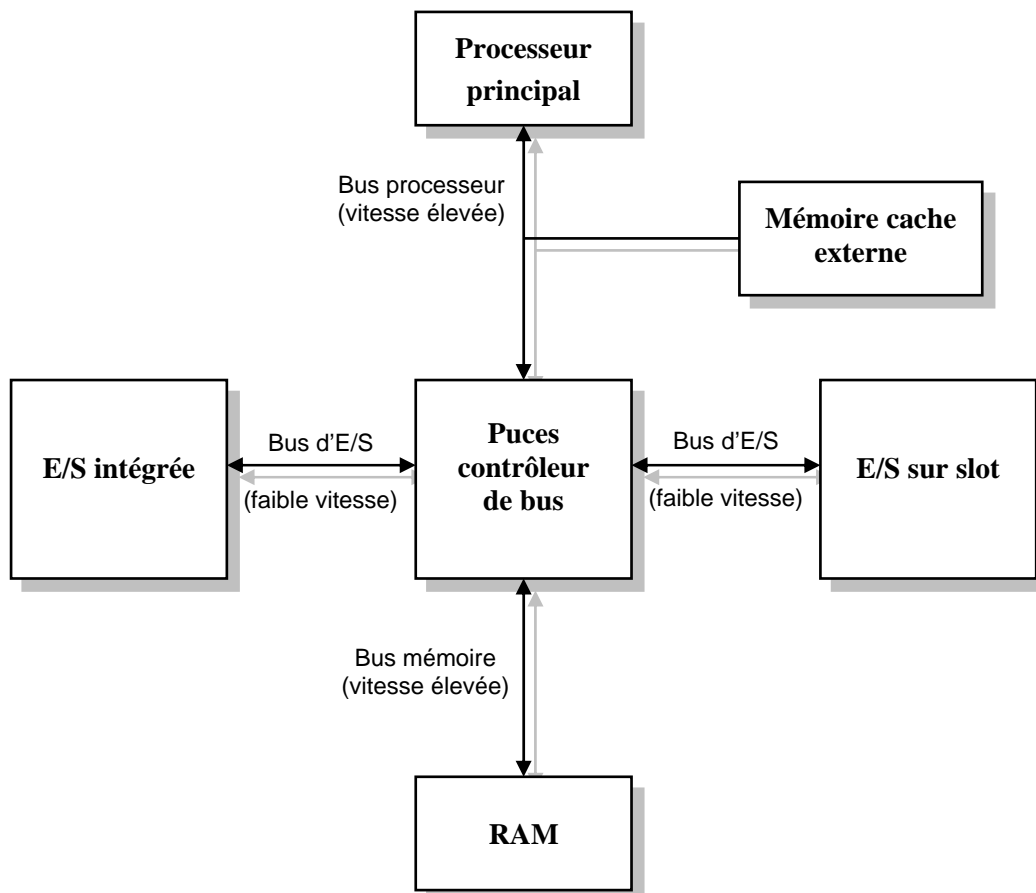 Processeur
principal
Bus processeur
(vitesse élevée)
Mémoire cache
externe
E/S intégrée
Bus d’E/S
(faible vitesse)
Puces
contrôleur
de bus
Bus d’E/S
(faible vitesse)
E/S sur slot
Bus mémoire
(vitesse élevée)
RAM